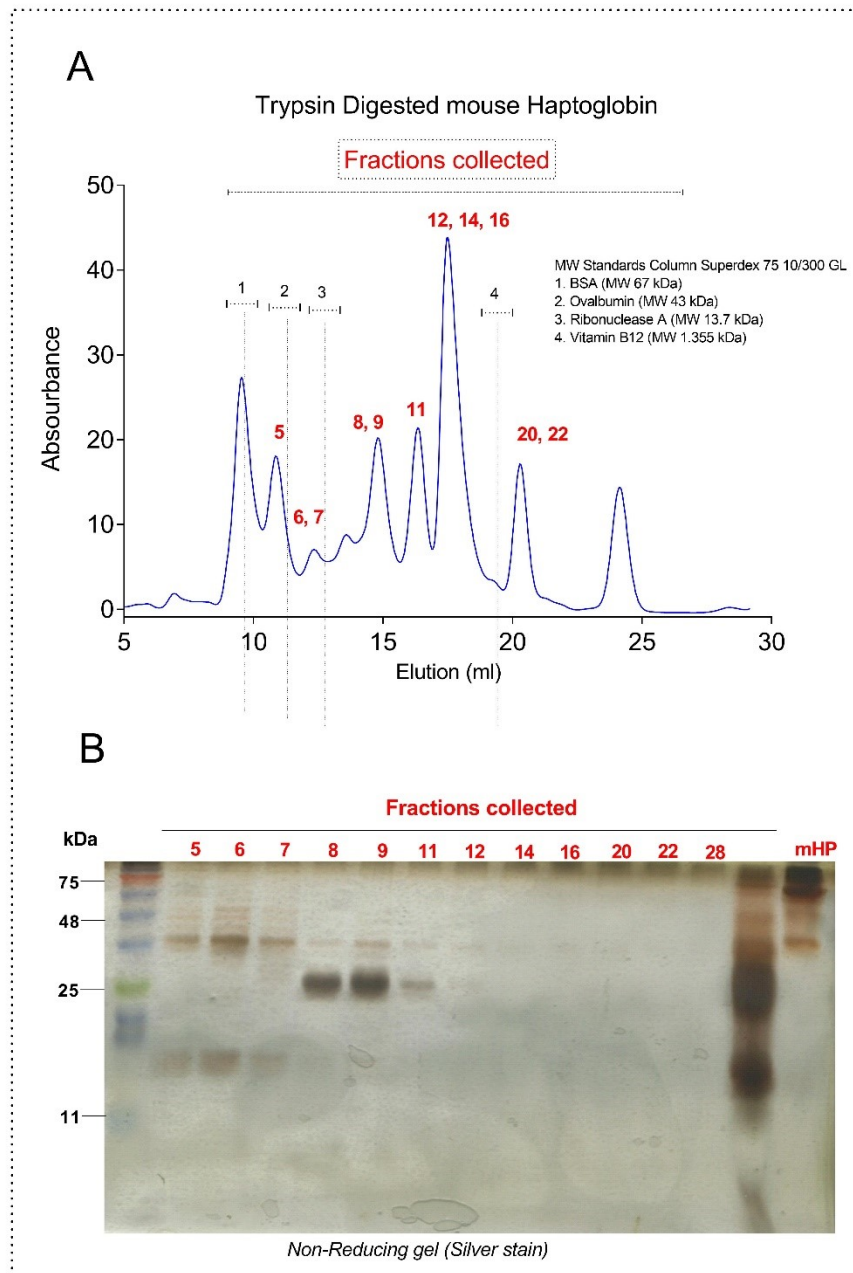 A
Trypsin Digested mouse Haptoglobin
Fractions collected
50
40
30
20
10
0
Absourbance
12, 14, 16
MW Standards Column Superdex 75 10/300 GL
1. BSA (MW 67 kDa)
2. Ovalbumin (MW 43 kDa)
3. Ribonuclease A (MW 13.7 kDa)
4. Vitamin B12 (MW 1.355 kDa)
1
2
3
4
5
6, 7
8, 9
11
20, 22
5 10 15 20 25 30
Elution (ml)
B
Fractions collected
kDa
5 6 7 8 9 11 12 14 16 20 22 28 mHP
75
48
25
11
Non-Reducing gel (Silver stain)